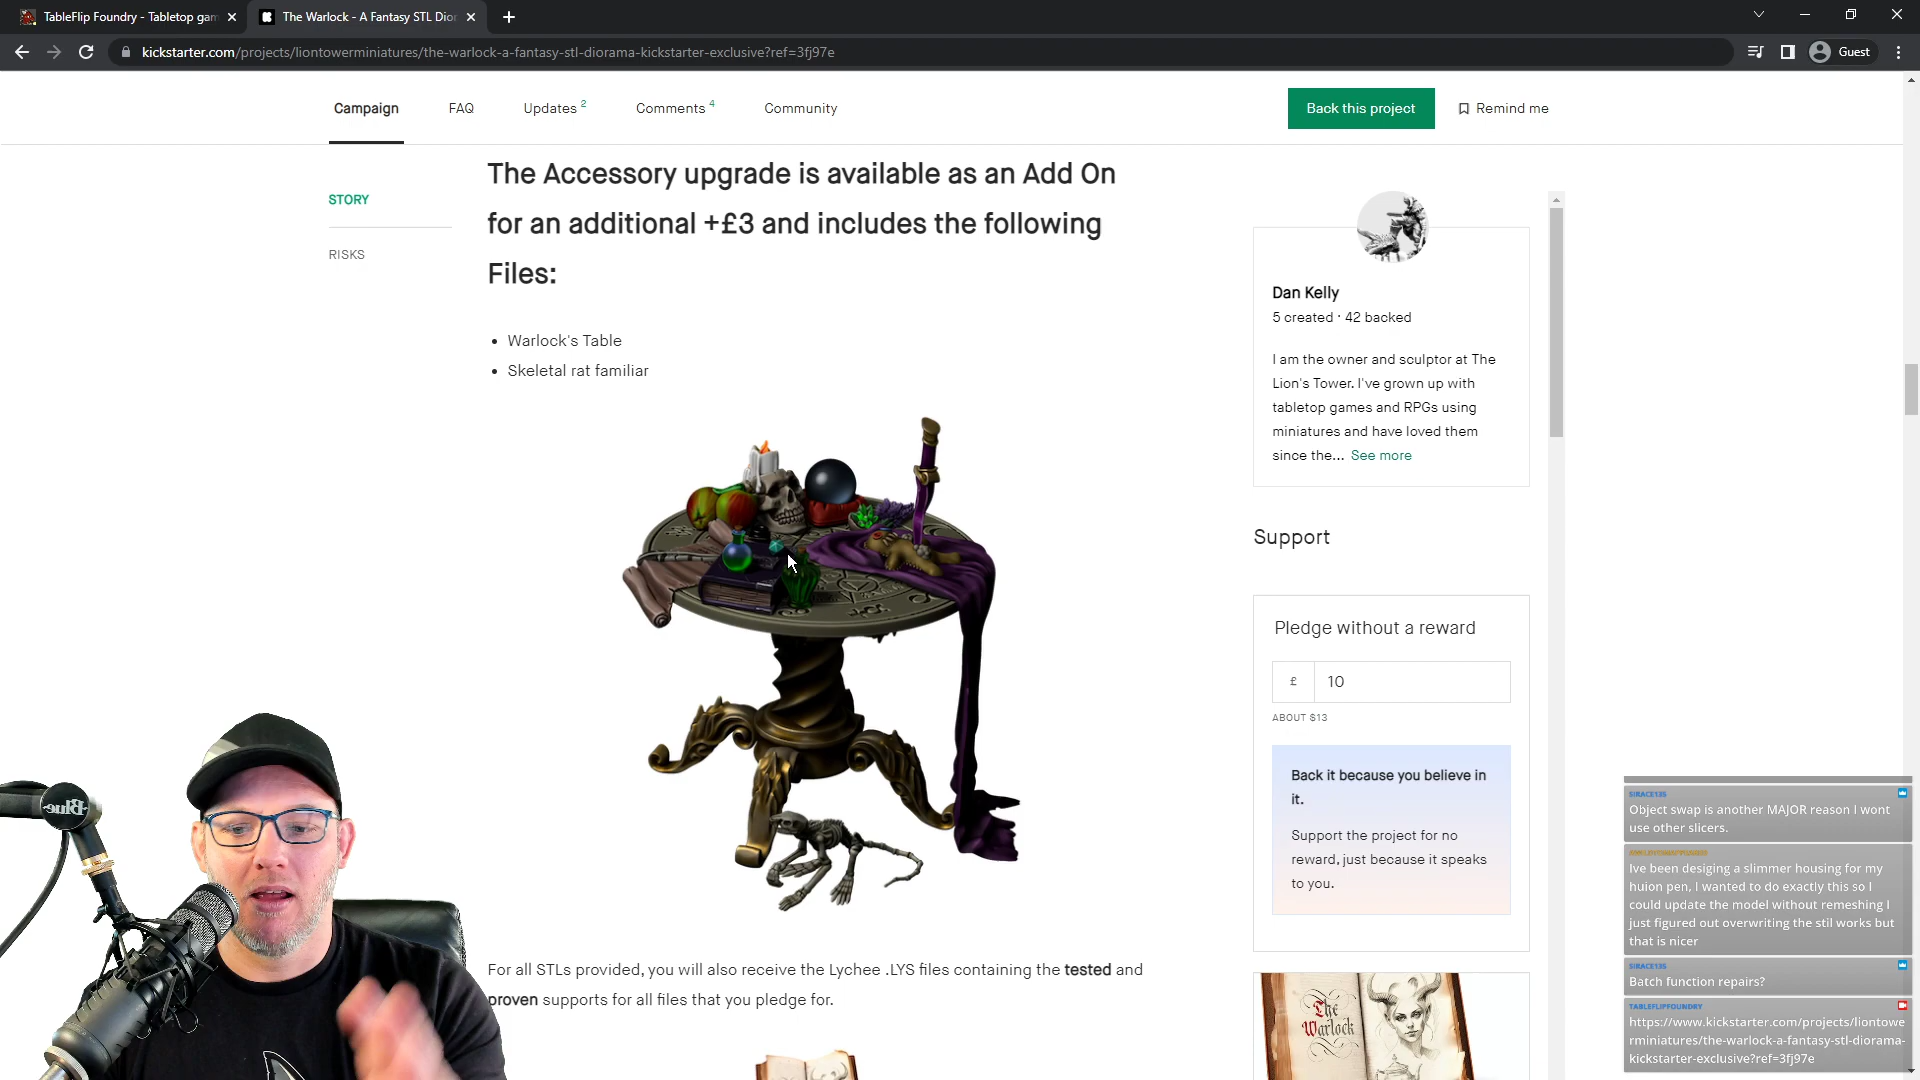 TableFlip Foundry - Tabletop gam
The Warlock - A Fantasy STL Dior
kickstarter.com/projects/liontowerminiatures/the-warlock-a-fantasy-stl-diorama-kickstarter-exclusive?ref=3fj97e
Guest
Campaign
FAQ
Updates 2
Comments 4
Community
Back this project
Remind me
STORY
RISKS
The Accessory upgrade is available as an Add On
for an additional +£3 and includes the following
Files:
• Warlock's Table
• Skeletal rat familiar
For all STLs provided, you will also receive the Lychee .LYS files containing the tested and
proven supports for all files that you pledge for.
Dan Kelly
5 created · 42 backed
I am the owner and sculptor at The
Lion's Tower. I've grown up with
tabletop games and RPGs using
miniatures and have loved them
since the... See more
Support
Pledge without a reward
£
10
ABOUT $13
Back it because you believe in
it.
Support the project for no
reward, just because it speaks
to you.
The
Warlock
Blue
SIRACE135
Object swap is another MAJOR reason I wont
use other slicers.
Ive been desiging a slimmer housing for my
huion pen, I wanted to do exactly this so I
could update the model without remeshing I
just figured out overwriting the stil works but
that is nicer
SIRACE135
Batch function repairs?
TABLEFLIPFOUNDRY
https://www.kickstarter.com/projects/liontowe
rminiatures/the-warlock-a-fantasy-stl-diorama-
kickstarter-exclusive?ref=3fj97e